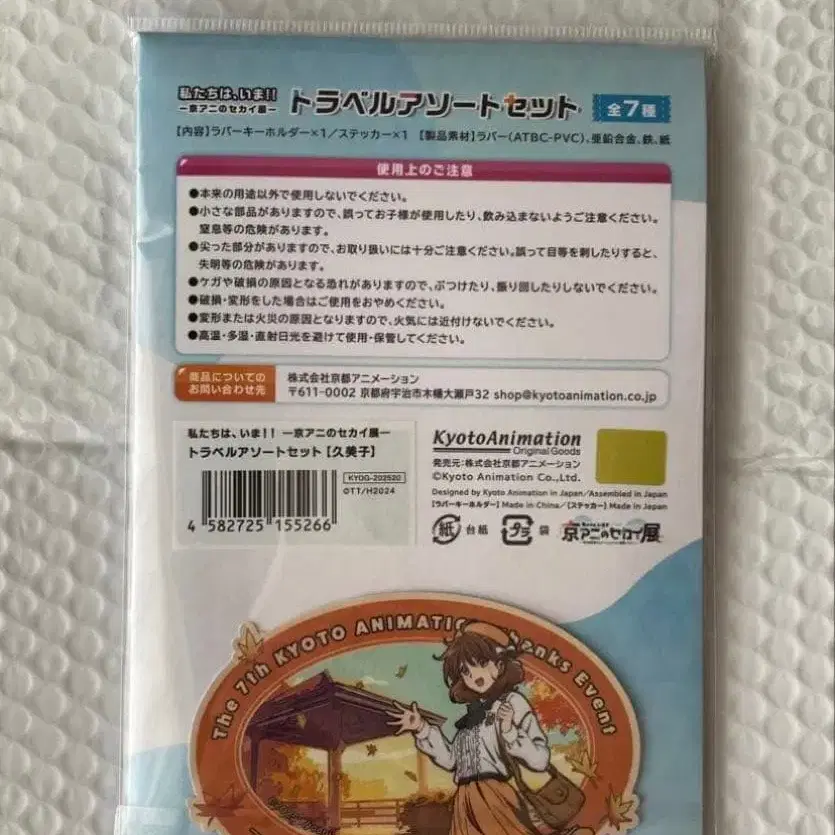 私たちは、いま!!
ー京アニのセカイ展ー
トラベルアソートセット
全7種
【内容】ラバーキーホルダー×1/ステッカー×1 【製品素材】ラバー(ATBC-PVC)、亜鉛合金、鉄、紙
使用上のご注意
●本来の用途以外で使用しないでください。
●小さな部品がありますので、誤ってお子様が使用したり、飲み込まないようご注意ください。
窒息等の危険があります。
●尖った部分がありますので、お取り扱いには十分ご注意ください。誤って目等を刺したりすると、
失明等の危険があります。
●ケガや破損の原因となる恐れがありますので、ぶつけたり、振り回したりしないでください。
●破損・変形をした場合はご使用をおやめください。
●変形または火災の原因となりますので、火気には近付けないでください。
●高温・多湿・直射日光を避けて使用・保管してください。
商品についての
お問い合わせ先
株式会社京都アニメーション
〒611-0002 京都府宇治市木幡大瀬戸32 shop@kyotoanimation.co.jp
私たちは、いま!! ー京アニのセカイ展ー
トラベルアソートセット【久美子】
KYOG-202520
©TT/H2024
4 582725 155266
KyotoAnimation
Original Goods
発売元:株式会社京都アニメーション
©Kyoto Animation Co.,Ltd.
Designed by Kyoto Animation in Japan/Assembled in Japan
【ラバーキーホルダー】Made in China/【ステッカー】Made in Japan
紙 台紙 プラ 袋
京アニのセカイ展
The 7th KYOTO ANIMATION Thanks Event